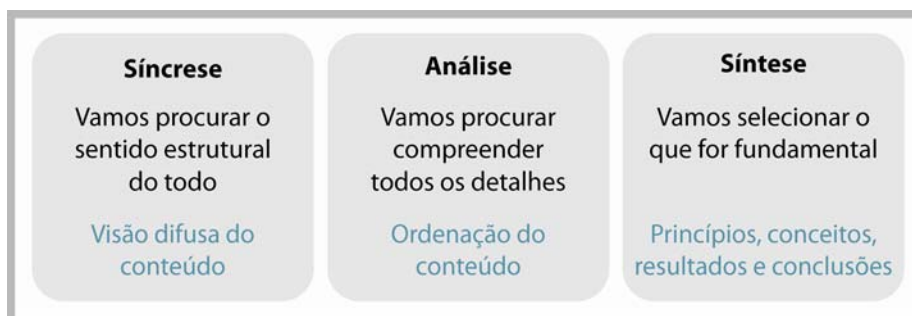 Síncrese
Vamos procurar o
sentido estrutural
do todo
Visão difusa do
conteúdo
Análise
Vamos procurar
compreender
todos os detalhes
Ordenação do
conteúdo
Síntese
Vamos selecionar o
que for fundamental
Princípios, conceitos,
resultados e conclusões